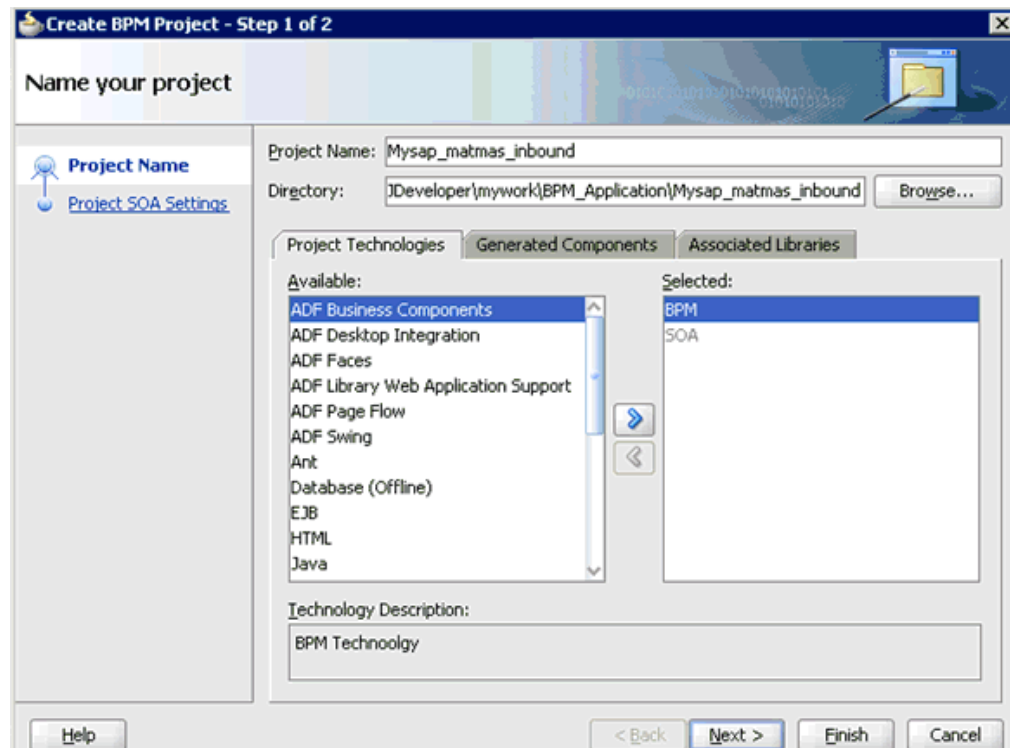 Create BPM Project - Step 1 of 2
Name your project
Project Name
Project SOA Settings
Project Name: Mysap_matmas_inbound
Directory: JDeveloper\mywork\BPM_Application\Mysap_matmas_inbound Browse...
Project Technologies Generated Components Associated Libraries
Available: Selected:
ADF Business Components BPM
ADF Desktop Integration SOA
ADF Faces
ADF Library Web Application Support
ADF Page Flow
ADF Swing
Ant
Database (Offline)
EJB
HTML
Java
Technology Description:
BPM Technoolgy
Help < Back Next > Finish Cancel